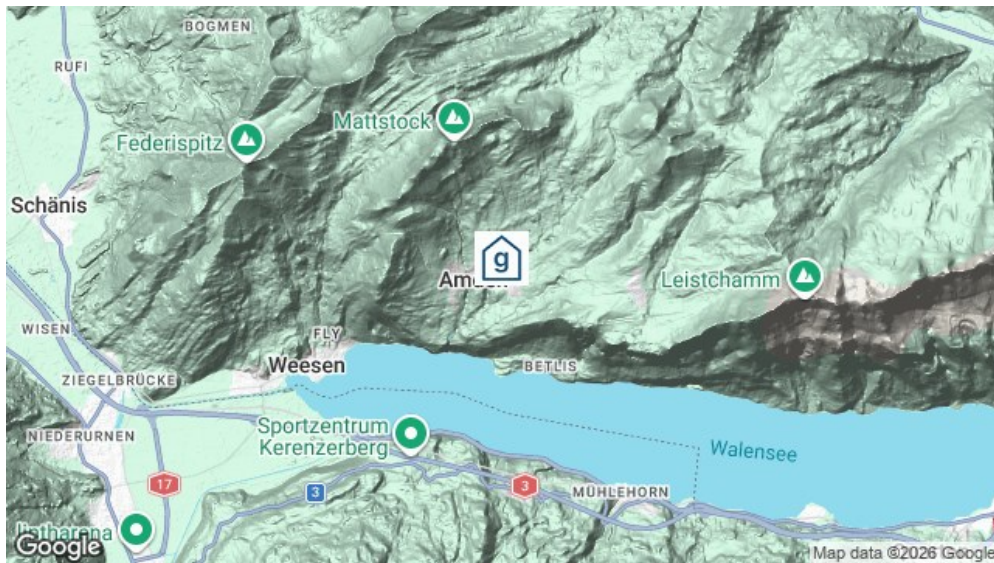 BOGMEN
RUFI
Mattstock
Federispitz
Schänis
g
Leistchamm
WISEN
FLY
Weesen
BETLIS
ZIEGELBRÜCKE
Sportzentrum
Kerenzerberg
NIEDERURNEN
Walensee
17
3
3
MÜHLEHORN
lintharena
Google
Map data ©2026 Google